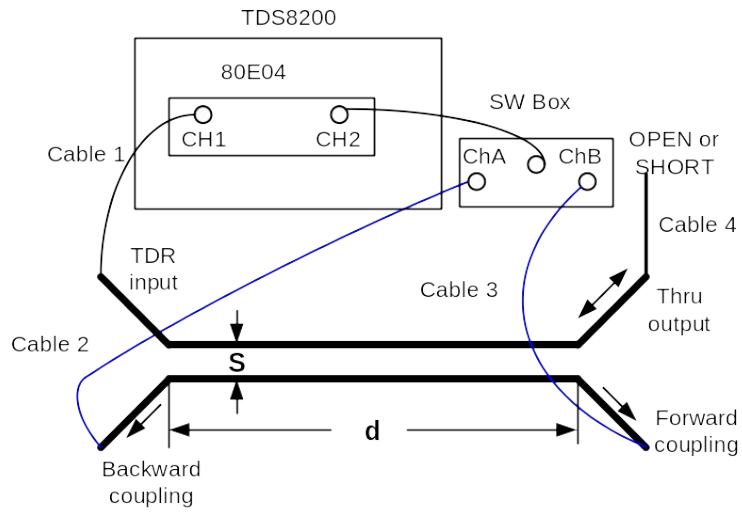 TDS8200
80E04
CH1
CH2
SW Box
ChA
ChB
OPEN or
SHORT
Cable 1
Cable 4
TDR
input
Cable 3
Thru
output
Cable 2
S
d
Forward
coupling
Backward
coupling